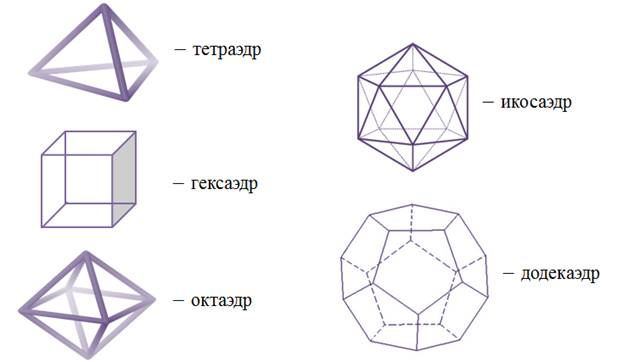 – тетраэдр
– гексаэдр
– октаэдр
– икосаэдр
– додекаэдр